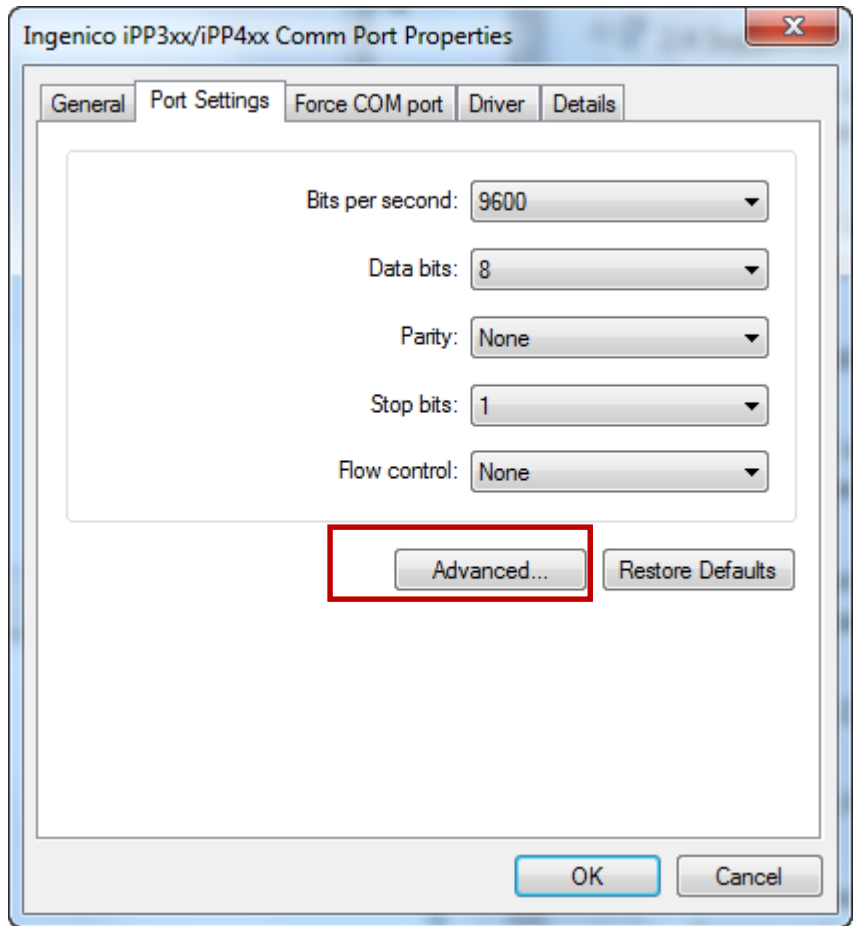 Ingenico iPP3xx/iPP4xx Comm Port Properties
General Port Settings Force COM port Driver Details
Bits per second: 9600
Data bits: 8
Parity: None
Stop bits: 1
Flow control: None
Advanced... Restore Defaults
OK Cancel